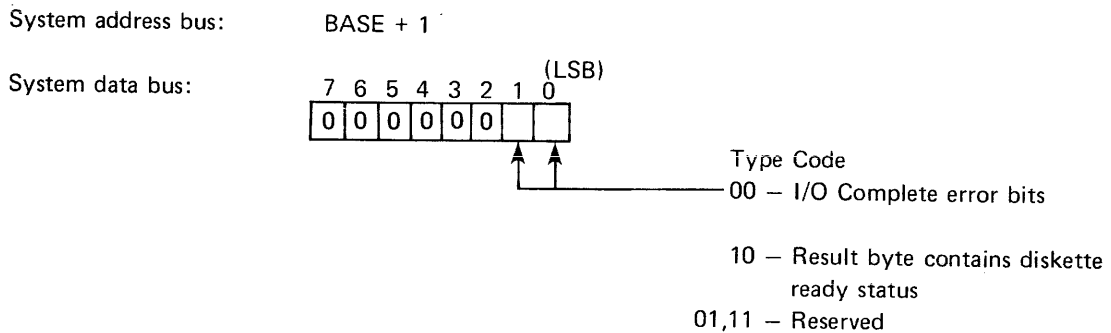 System address bus: BASE + 1
(LSB)
System data bus: 7 6 5 4 3 2 1 0
0 0 0 0 0 0
Type Code
00 — I/O Complete error bits
10 — Result byte contains diskette
ready status
01,11 — Reserved